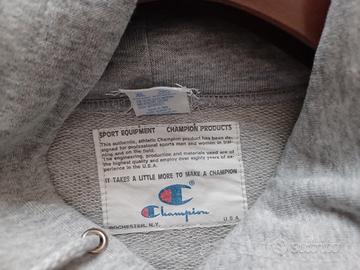 SPORT EQUIPMENT CHAMPION PRODUCTS
This authentic, athletic Champion product has been de-
signed for professional sports men and women in train-
ing and on the field.
The engineering, production and materials used are of
the highest quality and employ over eighty years of ex-
perience in the U.S.A.
IT TAKES A LITTLE MORE TO MAKE A CHAMPION
Champion
ROCHESTER, N.Y. U.S.A.
subito